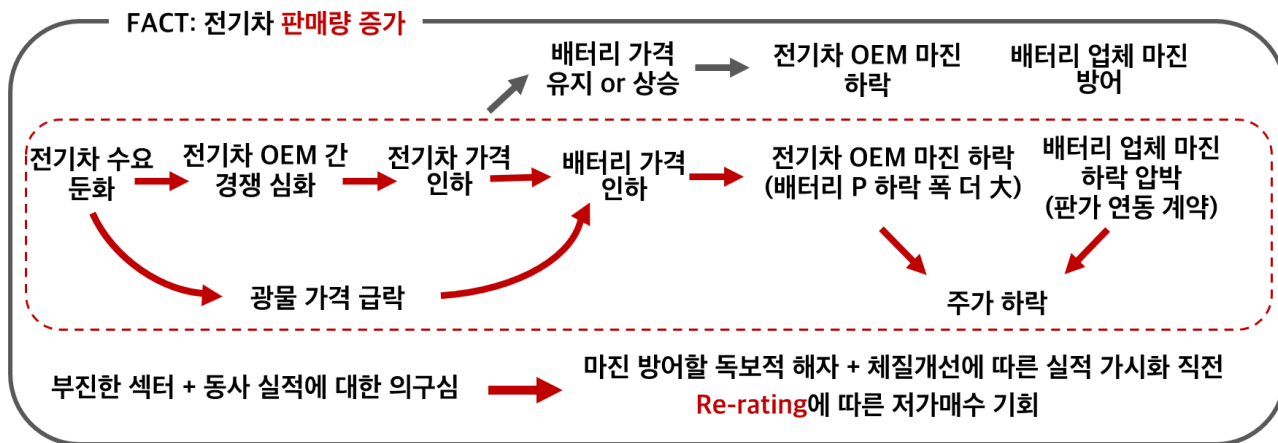 FACT: 전기차 판매량 증가
배터리 가격
유지 or 상승
전기차 OEM 마진
하락
배터리 업체 마진
방어
전기차 수요
둔화
전기차 OEM 간
경쟁 심화
전기차 가격
인하
배터리 가격
인하
전기차 OEM 마진 하락
(배터리 P 하락 폭 더 大)
배터리 업체 마진
하락 압박
(판가 연동 계약)
광물 가격 급락
주가 하락
부진한 섹터 + 동사 실적에 대한 의구심
마진 방어할 독보적 해자 + 체질개선에 따른 실적 가시화 직전
Re-rating에 따른 저가매수 기회